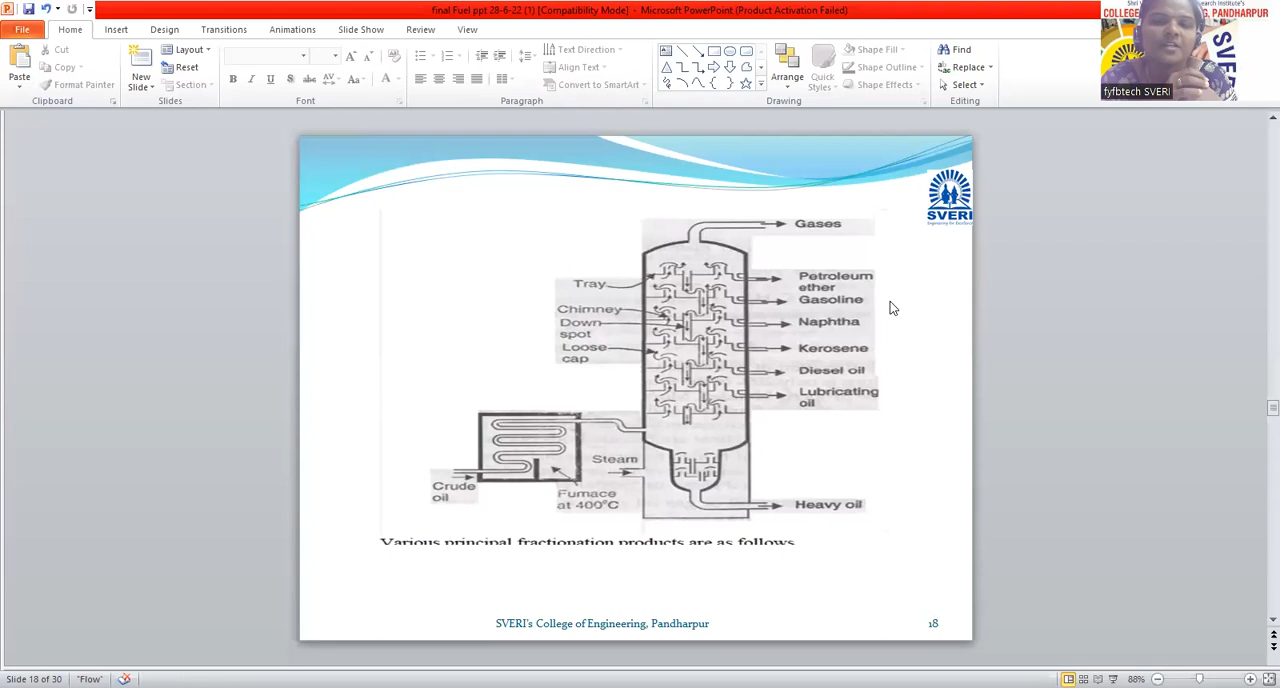 final Fuel ppt 28-6-22 (1) [Compatibility Mode] - Microsoft PowerPoint (Product Activation Failed)
File Home Insert Design Transitions Animations Slide Show Review View
Paste
Cut
Copy
Format Painter
Clipboard
New
Slide
Layout
Reset
Section
Slides
B I U S abc AV Aa A
Font
Text Direction
Align Text
Convert to SmartArt
Paragraph
Arrange
Quick
Styles
Shape Fill
Shape Outline
Shape Effects
Drawing
Find
Replace
Select
Editing
COLLEGE
G, PANDHARPUR
SVERI
fyfbtech SVERI
SVERI
Gases
Tray
Chimney
Down
spot
Loose
cap
Petroleum
ether
Gasoline
Naphtha
Kerosene
Diesel oil
Lubricating
oil
Steam
Crude
oil
Furnace
at 400°C
Heavy oil
Various principal fractionation products are as follows
SVERI's College of Engineering, Pandharpur
18
Slide 18 of 30
"Flow"
88%